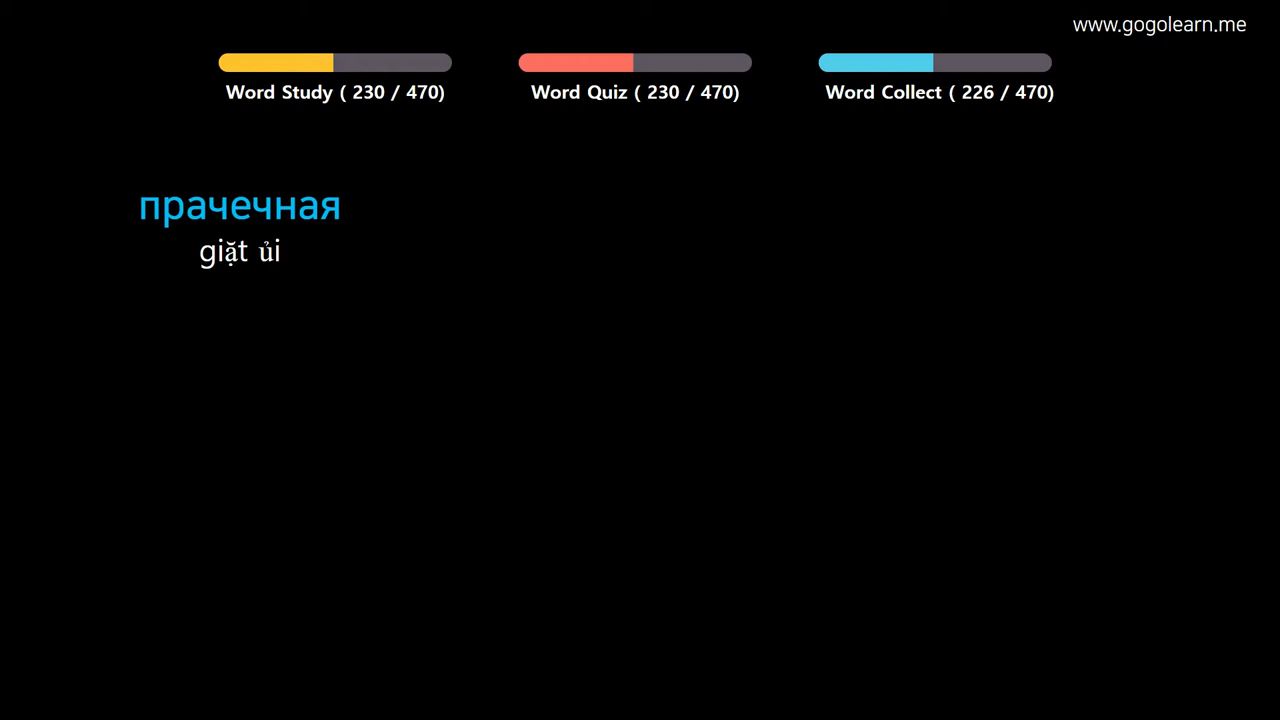 www.gogolearn.me
Word Study ( 230 / 470)
Word Quiz ( 230 / 470)
Word Collect ( 226 / 470)
прачечная
giặt ủi